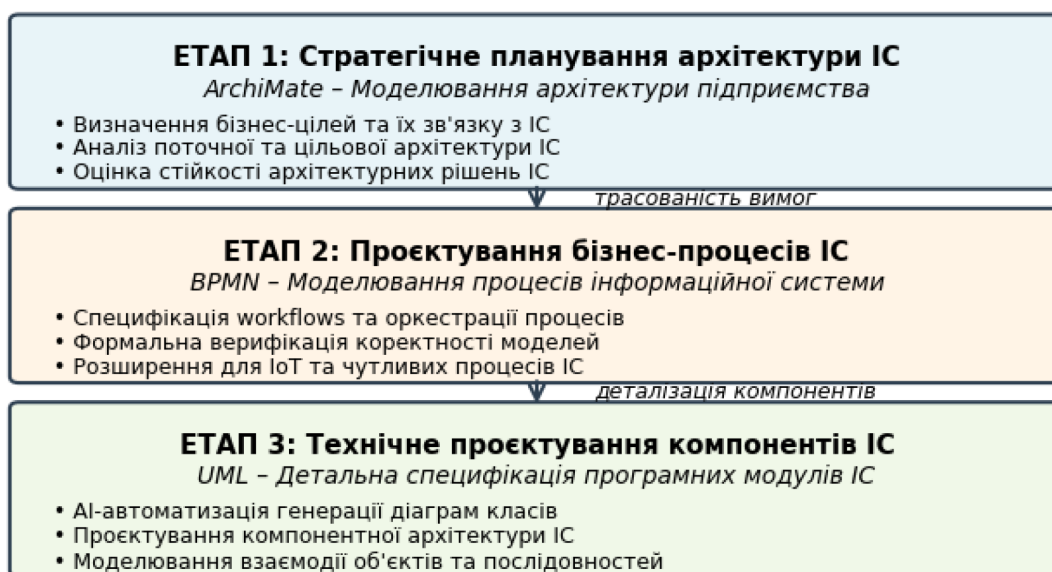 ЕТАП 1: Стратегічне планування архітектури ІС
ArchiMate – Моделювання архітектури підприємства
• Визначення бізнес-цілей та їх зв'язку з ІС
• Аналіз поточної та цільової архітектури ІС
• Оцінка стійкості архітектурних рішень ІС
трасованість вимог
ЕТАП 2: Проєктування бізнес-процесів ІС
BPMN – Моделювання процесів інформаційної системи
• Специфікація workflows та оркестрації процесів
• Формальна верифікація коректності моделей
• Розширення для IoT та чутливих процесів ІС
деталізація компонентів
ЕТАП 3: Технічне проєктування компонентів ІС
UML – Детальна специфікація програмних модулів ІС
• AI-автоматизація генерації діаграм класів
• Проєктування компонентної архітектури ІС
• Моделювання взаємодії об'єктів та послідовностей